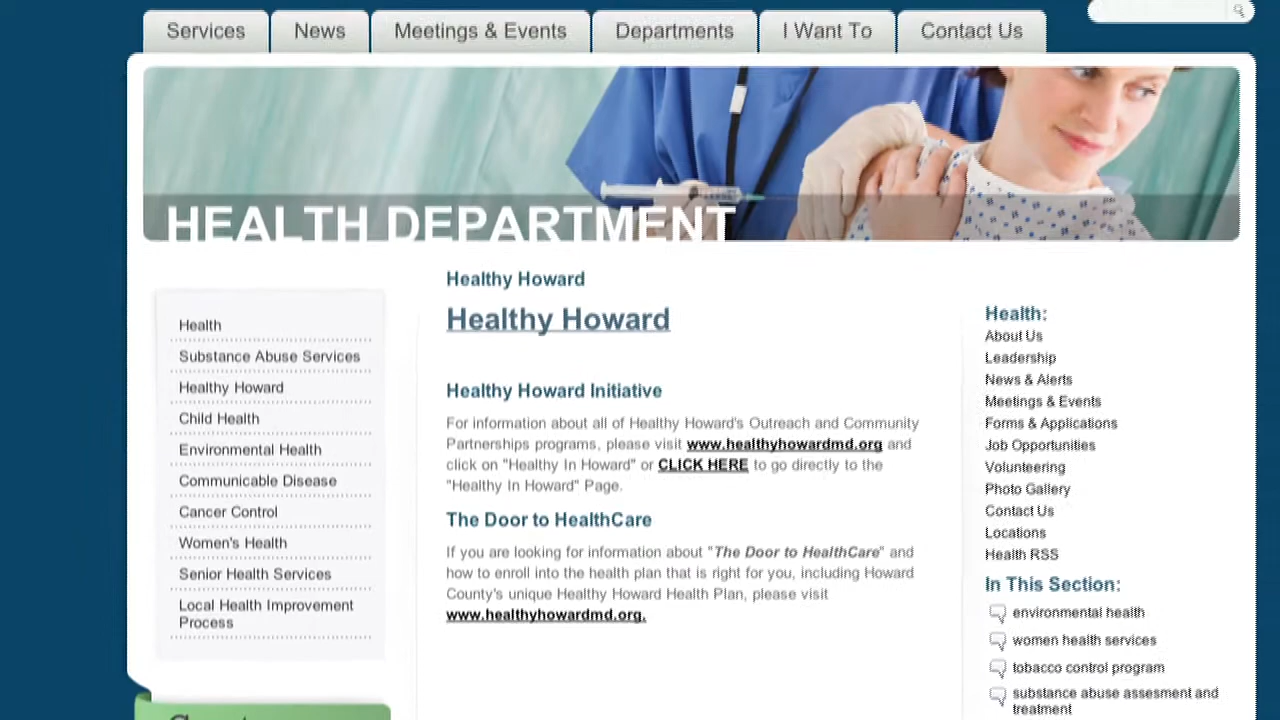 Services
News
Meetings & Events
Departments
I Want To
Contact Us
HEALTH DEPARTMENT
Health
Substance Abuse Services
Healthy Howard
Child Health
Environmental Health
Communicable Disease
Cancer Control
Women's Health
Senior Health Services
Local Health Improvement
Process
Healthy Howard
Healthy Howard
Healthy Howard Initiative
For information about all of Healthy Howard's Outreach and Community
Partnerships programs, please visit www.healthyhowardmd.org and
click on "Healthy In Howard" or CLICK HERE to go directly to the
"Healthy In Howard" Page.
The Door to HealthCare
If you are looking for information about "The Door to HealthCare" and
how to enroll into the health plan that is right for you, including Howard
County's unique Healthy Howard Health Plan, please visit
www.healthyhowardmd.org.
Health:
About Us
Leadership
News & Alerts
Meetings & Events
Forms & Applications
Job Opportunities
Volunteering
Photo Gallery
Contact Us
Locations
Health RSS
In This Section:
environmental health
women health services
tobacco control program
substance abuse assesment and
treatment